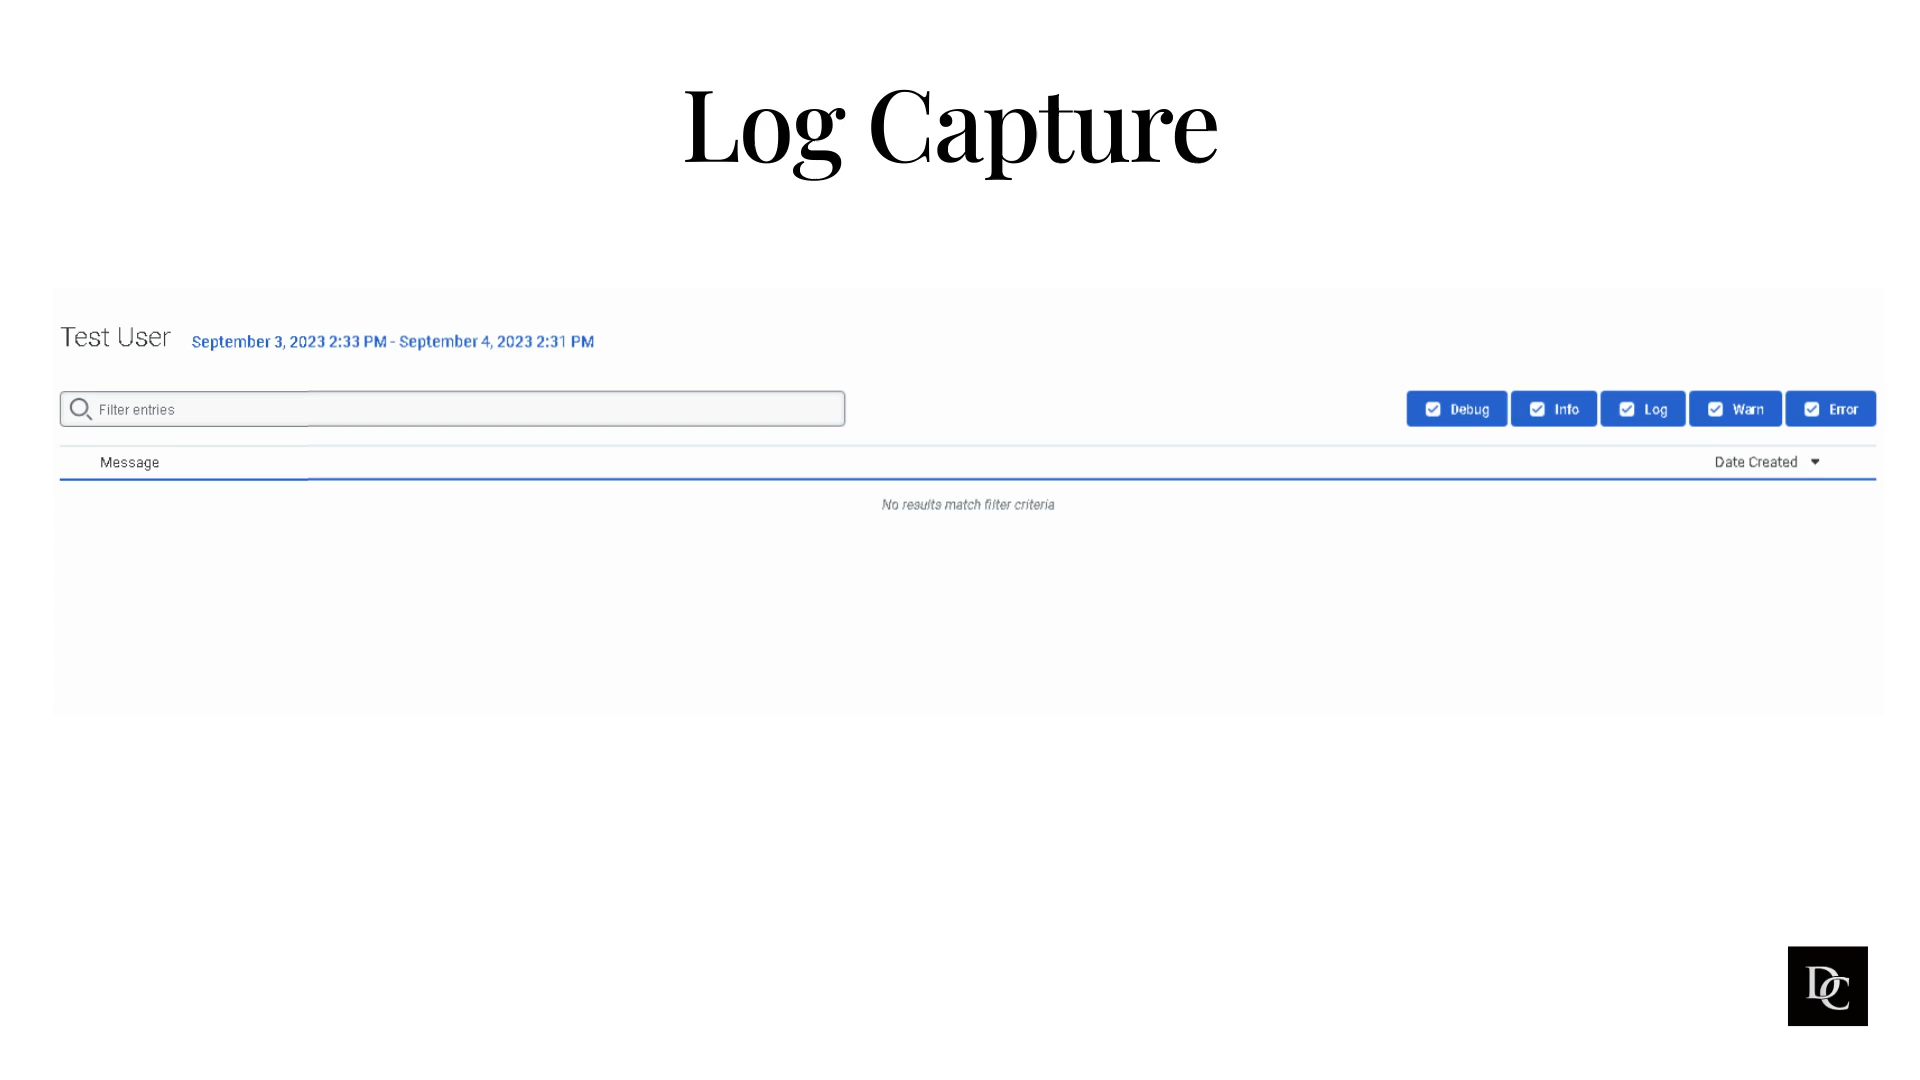 Log Capture
Test User September 3, 2023 2:33 PM - September 4, 2023 2:31 PM
Filter entries Debug Info Log Warn Error
Message Date Created
No results match filter criteria
DC